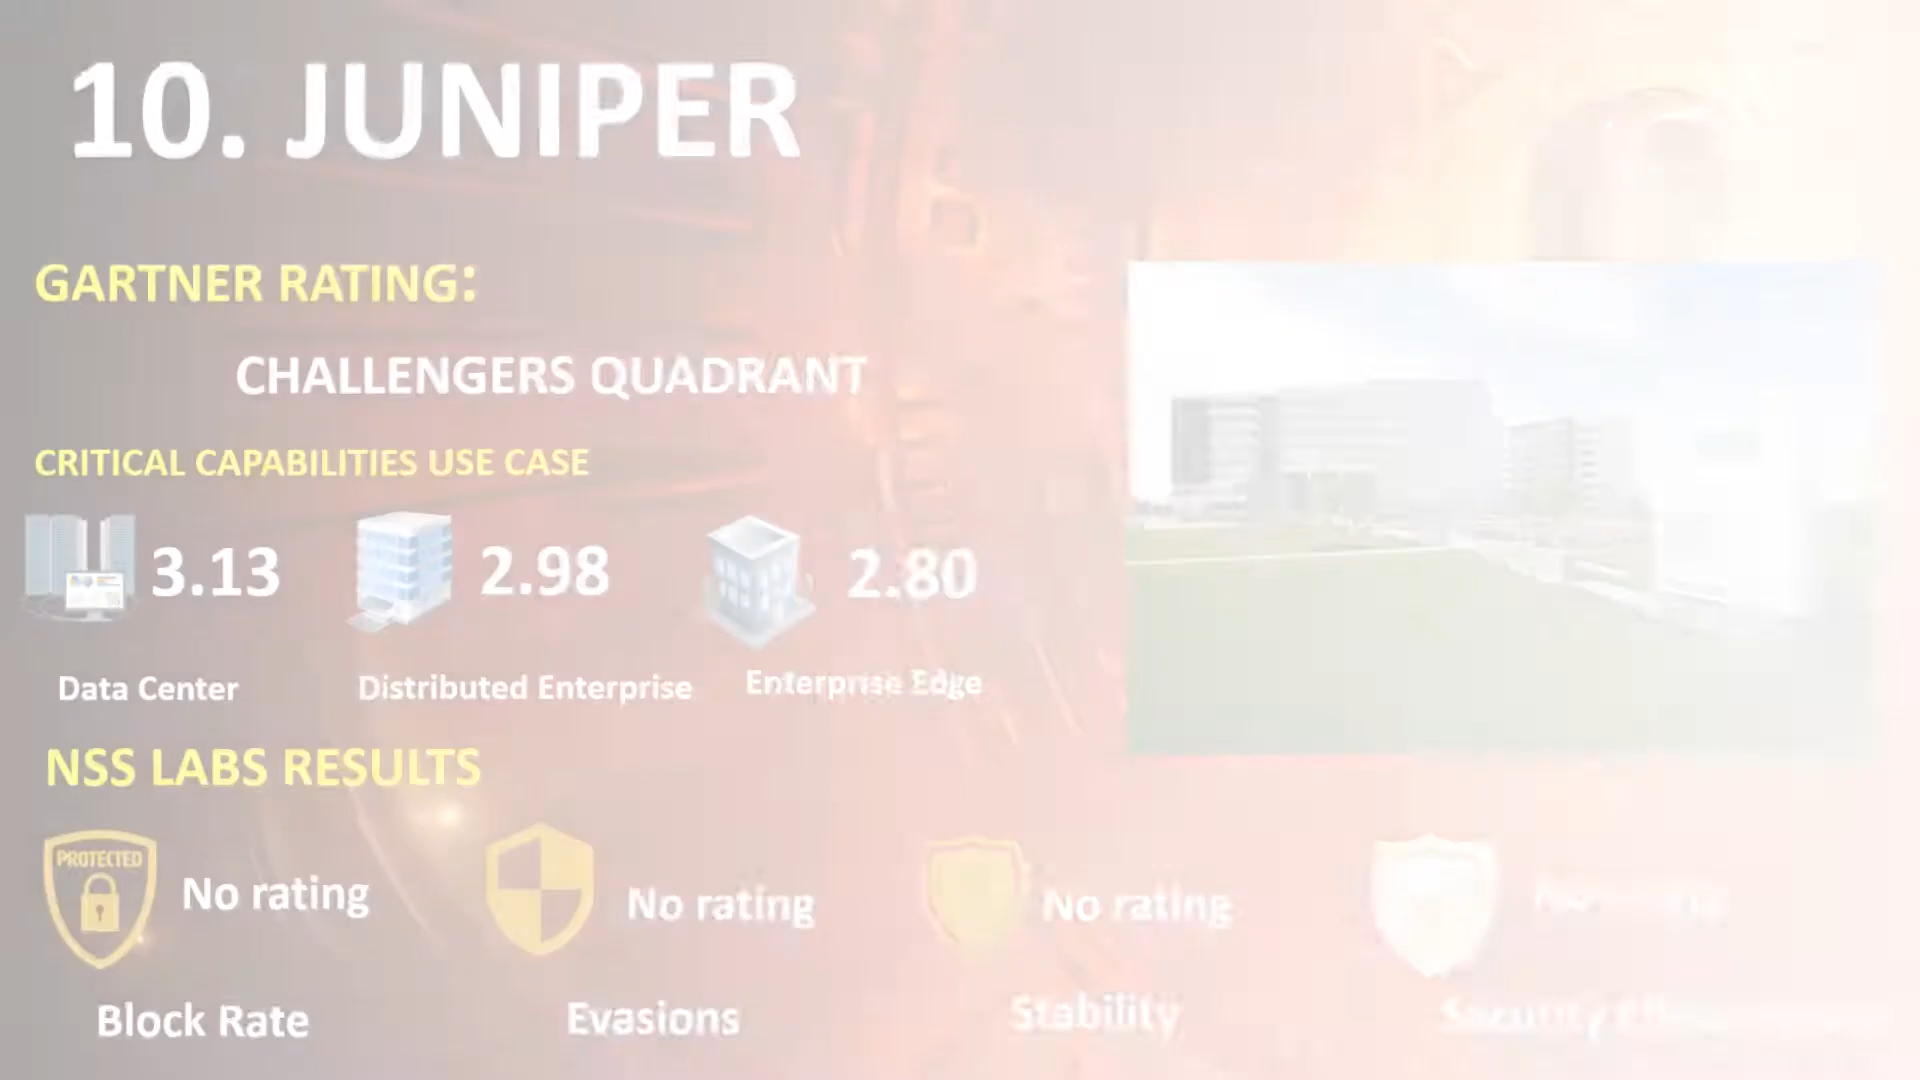 10. JUNIPER
GARTNER RATING:
CHALLENGERS QUADRANT
CRITICAL CAPABILITIES USE CASE
3.13 2.98 2.80
Data Center Distributed Enterprise Enterprise Edge
NSS LABS RESULTS
PROTECTED
No rating No rating No rating
Block Rate Evasions Stability Security